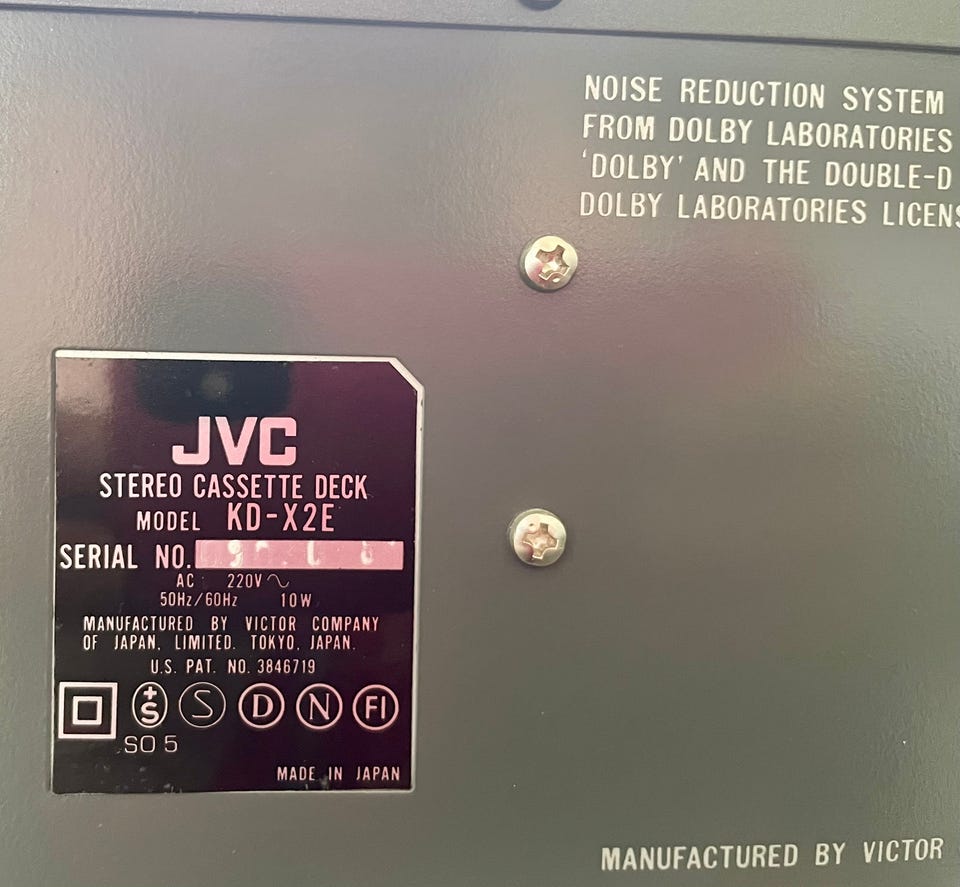 NOISE REDUCTION SYSTEM
FROM DOLBY LABORATORIES
'DOLBY' AND THE DOUBLE-D
DOLBY LABORATORIES
JVC
STEREO CASSETTE DECK
MODEL KD-X2E
SERIAL NO.
AC 220V~
50Hz/60Hz 10W
MANUFACTURED BY VICTOR COMPANY
OF JAPAN, LIMITED. TOKYO, JAPAN.
U.S. PAT. NO. 3846719
+S S D N FI
SO 5
MADE IN JAPAN
MANUFACTURED BY VICTOR